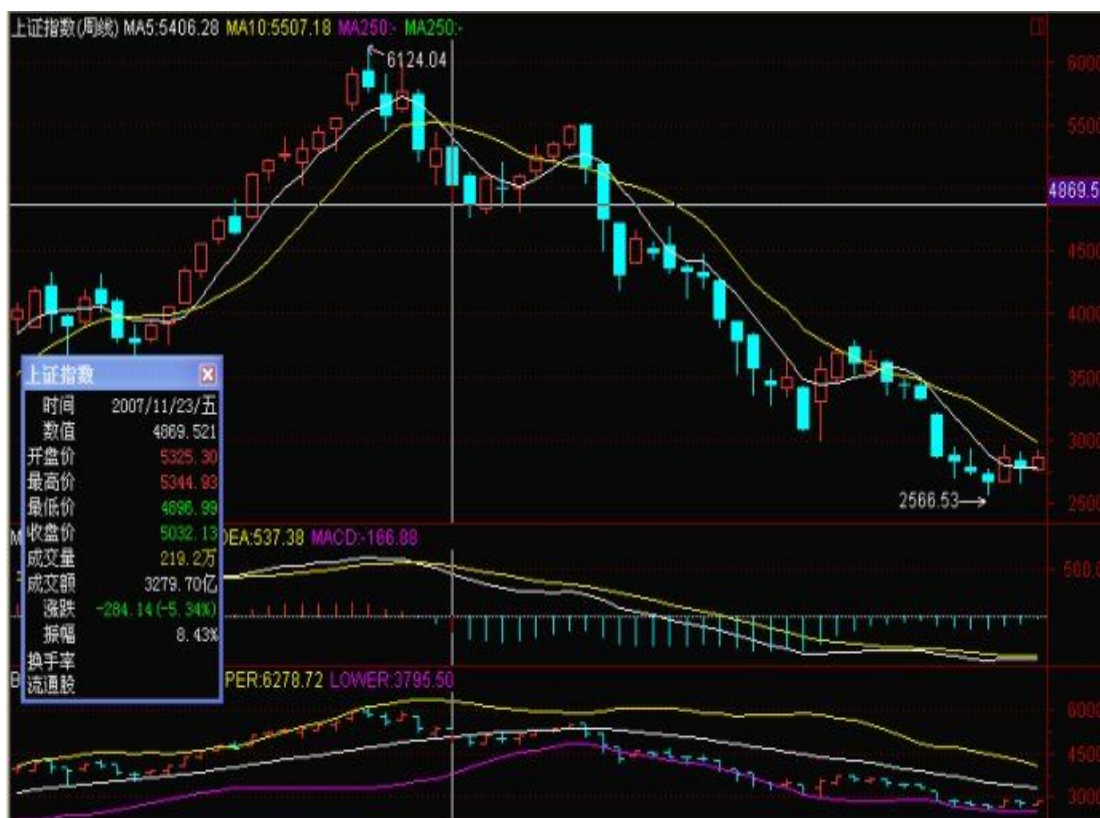 上证指数(周线) MA5:5406.28 MA10:5507.18 MA250:- MA250:-
6124.04
6000
5500
4869.5
4500
4000
3500
3000
2500
2566.53
上证指数
时间 2007/11/23/五
数值 4869.521
开盘价 5325.30
最高价 5344.93
最低价 4896.99
收盘价 5032.13
成交量 219.2万
成交额 3279.70亿
涨跌 -284.14(-5.34%)
振幅 8.43%
换手率
流通股
M DEA:537.38 MACD:-166.88
500.0
B PER:6278.72 LOWER:3795.50
6000
4500
3000